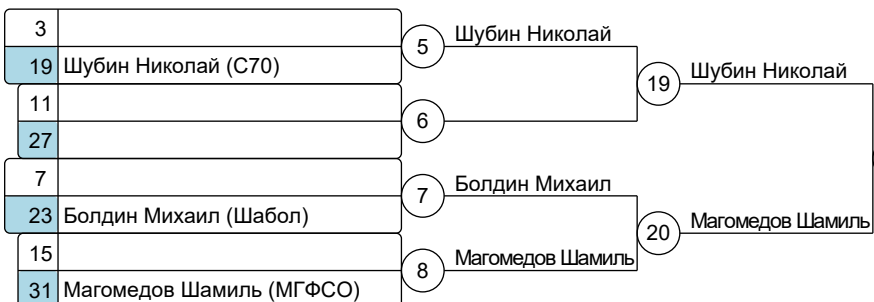 3
19 Шубин Николай (С70)
11
27
7
23 Болдин Михаил (Шабол)
15
31 Магомедов Шамиль (МГФСО)
5 Шубин Николай
6
7 Болдин Михаил
8 Магомедов Шамиль
19 Шубин Николай
20 Магомедов Шамиль